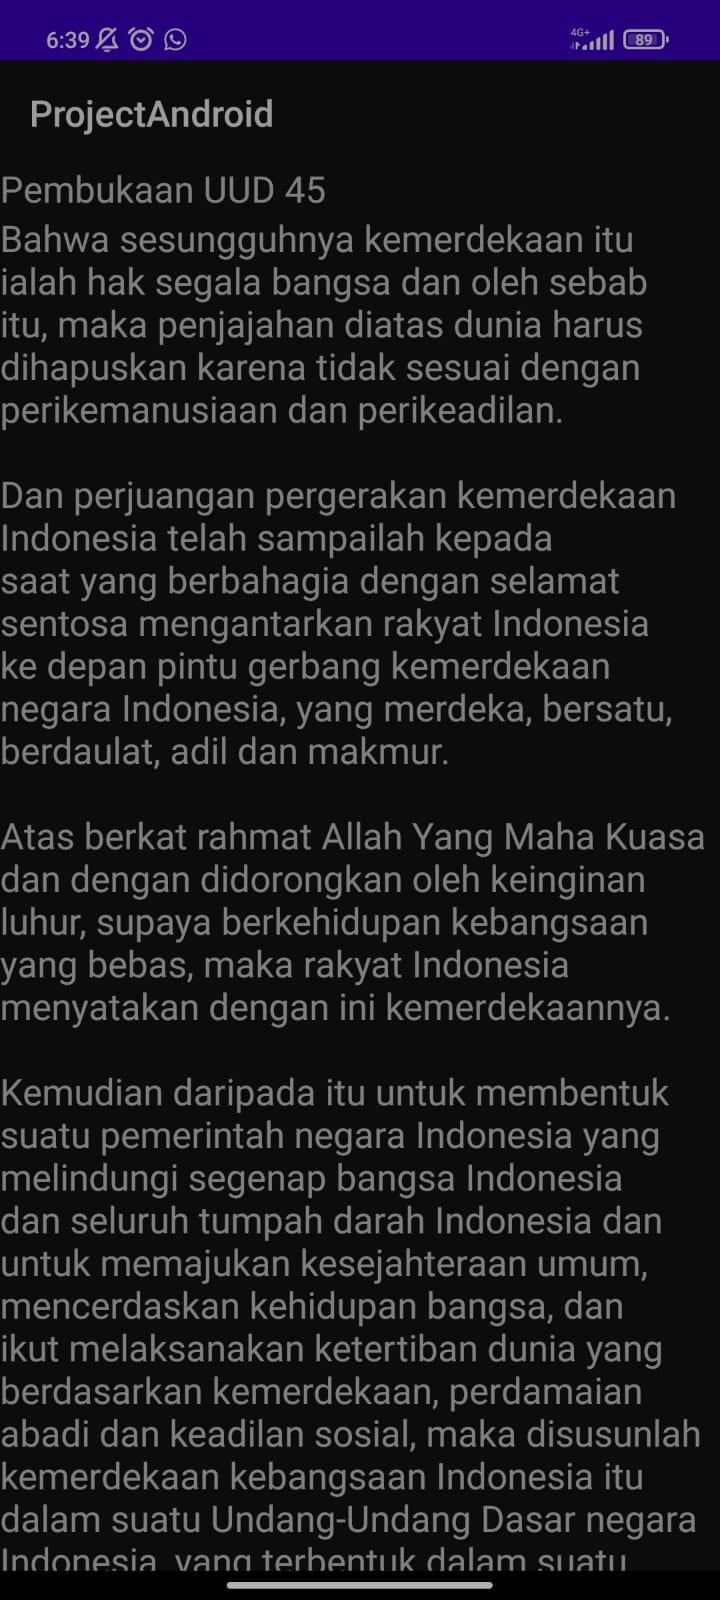 6:39
4G+
89
ProjectAndroid
Pembukaan UUD 45
Bahwa sesungguhnya kemerdekaan itu
ialah hak segala bangsa dan oleh sebab
itu, maka penjajahan diatas dunia harus
dihapuskan karena tidak sesuai dengan
perikemanusiaan dan perikeadilan.
Dan perjuangan pergerakan kemerdekaan
Indonesia telah sampailah kepada
saat yang berbahagia dengan selamat
sentosa mengantarkan rakyat Indonesia
ke depan pintu gerbang kemerdekaan
negara Indonesia, yang merdeka, bersatu,
berdaulat, adil dan makmur.
Atas berkat rahmat Allah Yang Maha Kuasa
dan dengan didorongkan oleh keinginan
luhur, supaya berkehidupan kebangsaan
yang bebas, maka rakyat Indonesia
menyatakan dengan ini kemerdekaannya.
Kemudian daripada itu untuk membentuk
suatu pemerintah negara Indonesia yang
melindungi segenap bangsa Indonesia
dan seluruh tumpah darah Indonesia dan
untuk memajukan kesejahteraan umum,
mencerdaskan kehidupan bangsa, dan
ikut melaksanakan ketertiban dunia yang
berdasarkan kemerdekaan, perdamaian
abadi dan keadilan sosial, maka disusunlah
kemerdekaan kebangsaan Indonesia itu
dalam suatu Undang-Undang Dasar negara
Indonesia, yang terbentuk dalam suatu